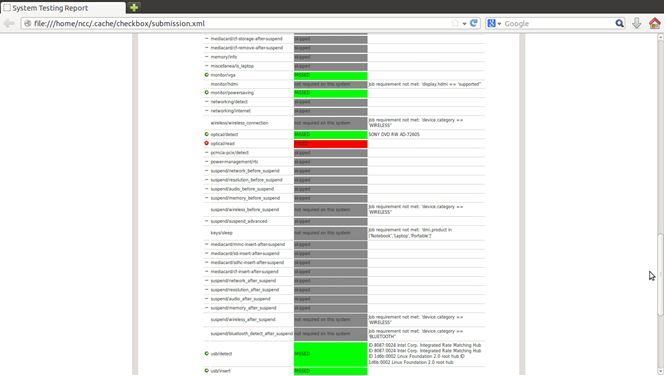 System Testing Report
file:///home/ncc/.cache/checkbox/submission.xml
Google
mediacard/cf-storage-after-suspend skipped
mediacard/cf-remove-after-suspend skipped
memory/info skipped
miscellanea/is_laptop skipped
monitor/vga PASSED
monitor/hdmi not required on this system Job requirement not met: 'display.hdmi == "supported"'
monitor/powersaving PASSED
networking/detect skipped
networking/internet skipped
wireless/wireless_connection not required on this system Job requirement not met: 'device.category ==
'WIRELESS''
optical/detect PASSED SONY DVD RW AD-7260S
optical/read FAILED
pcmcia-pcix/detect skipped
power-management/rtc skipped
suspend/network_before_suspend skipped
suspend/resolution_before_suspend skipped
suspend/audio_before_suspend skipped
suspend/memory_before_suspend skipped
suspend/wireless_before_suspend not required on this system Job requirement not met: 'device.category ==
'WIRELESS''
suspend/suspend_advanced skipped
keys/sleep not required on this system Job requirement not met: 'dmi.product in
['Notebook','Laptop','Portable']'
mediacard/mmc-insert-after-suspend skipped
mediacard/sd-insert-after-suspend skipped
mediacard/sdhc-insert-after-suspend skipped
mediacard/cf-insert-after-suspend skipped
suspend/network_after_suspend skipped
suspend/resolution_after_suspend skipped
suspend/audio_after_suspend skipped
suspend/memory_after_suspend skipped
suspend/wireless_after_suspend not required on this system Job requirement not met: 'device.category ==
'WIRELESS''
suspend/bluetooth_detect_after_suspend not required on this system Job requirement not met: 'device.category ==
'BLUETOOTH''
usb/detect PASSED ID 8087:0024 Intel Corp. Integrated Rate Matching Hub
ID 8087:0024 Intel Corp. Integrated Rate Matching Hub
ID 1d6b:0002 Linux Foundation 2.0 root hub ID
1d6b:0002 Linux Foundation 2.0 root hub
usb/insert PASSED